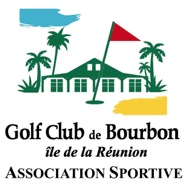 Golf Club de Bourbon
île de la Réunion
ASSOCIATION SPORTIVE